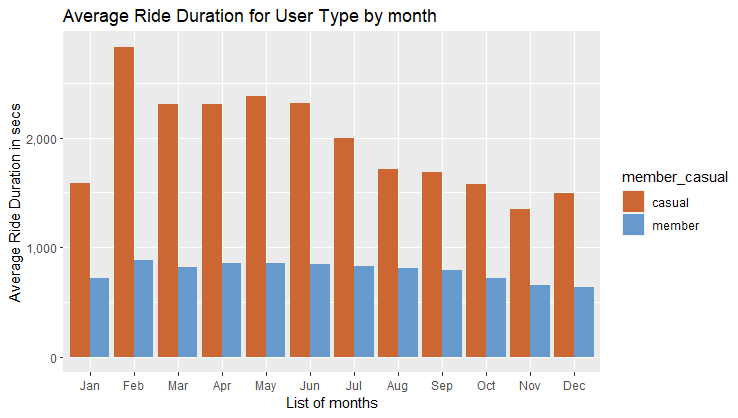 Average Ride Duration for User Type by month
Average Ride Duration in secs
2,000
1,000
0
Jan Feb Mar Apr May Jun Jul Aug Sep Oct Nov Dec
List of months
member_casual
casual
member